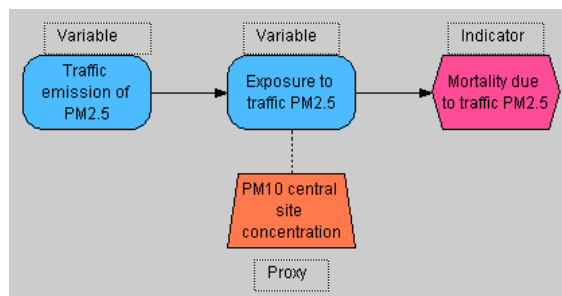 Variable
Variable
Indicator
Traffic
emission of
PM2.5
Exposure to
traffic PM2.5
Mortality due
to traffic PM2.5
PM10 central
site
concentration
Proxy